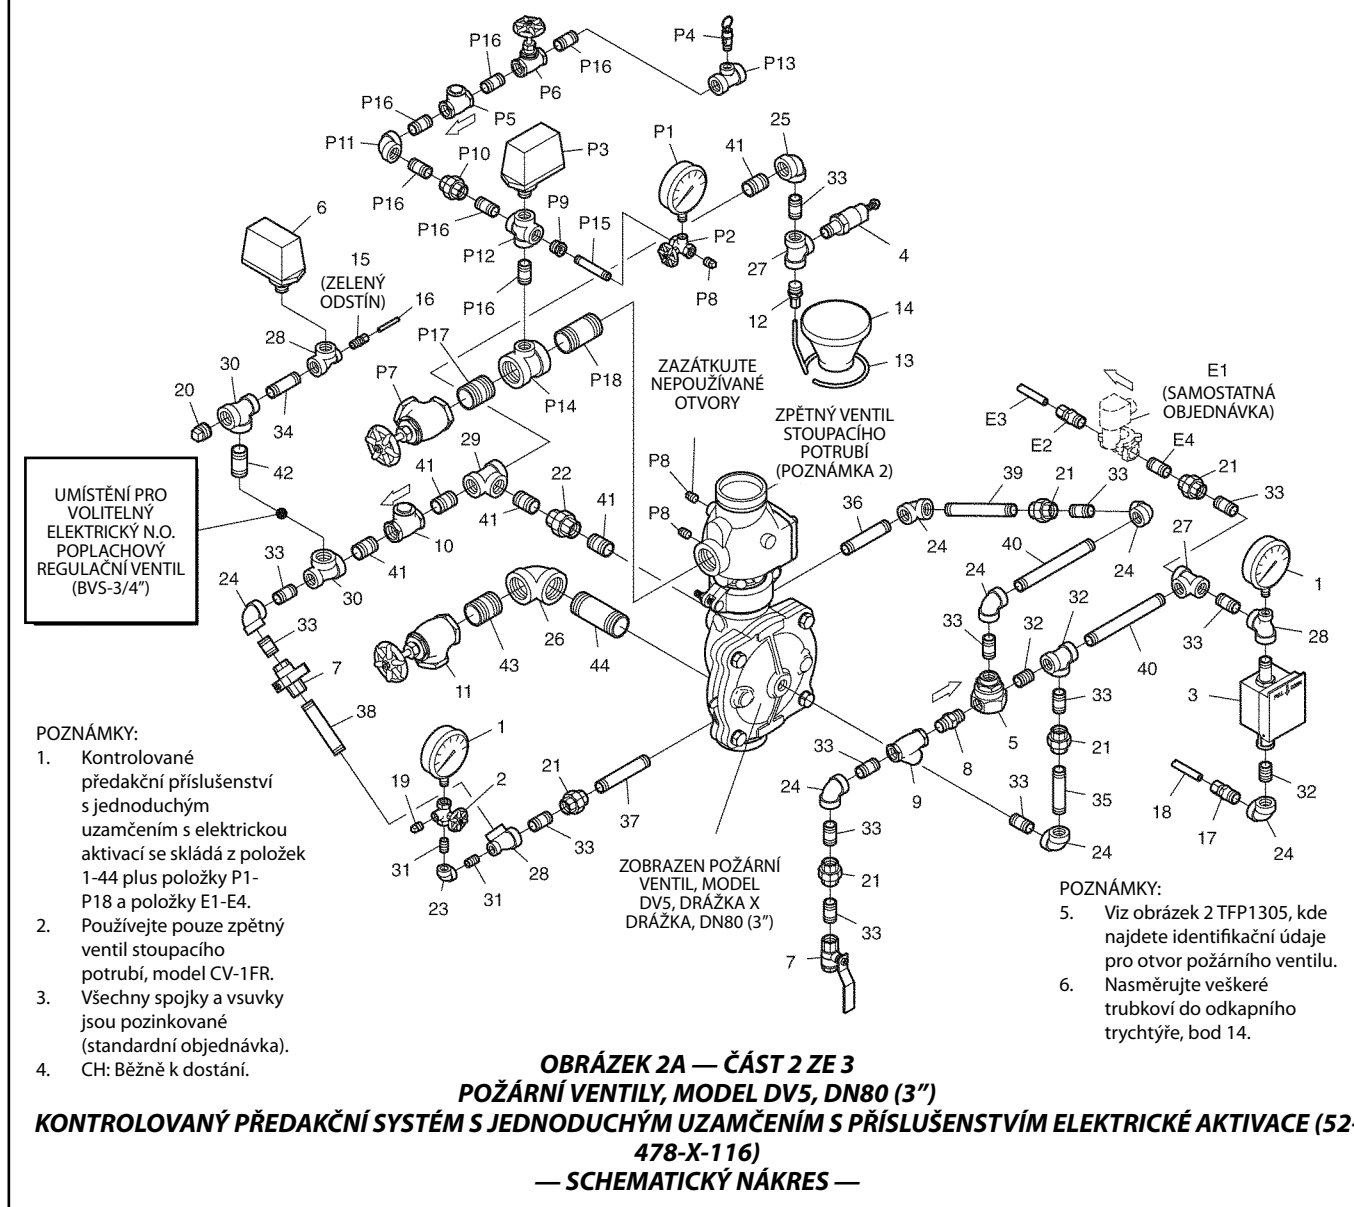 P16
P16
P6
P4
P13
P16
P5
P11
P10
P3
P1
41
25
33
P16
P16
P12
P9
P15
P2
P8
27
4
12
14
13
6
15
(ZELENÝ
ODSTÍN)
16
28
30
20
34
42
P16
P17
P7
P18
P14
ZAZÁTKUJTE
NEPOUŽÍVANÉ
OTVORY
ZPĚTNÝ VENTIL
STOUPACÍHO
POTRUBÍ
(POZNÁMKA 2)
E1
(SAMOSTATNÁ
OBJEDNÁVKA)
E3
E2
E4
21
33
UMÍSTĚNÍ PRO
VOLITELNÝ
ELEKTRICKÝ N.O.
POPLACHOVÝ
REGULAČNÍ VENTIL
(BVS-3/4")
29
41
41
22
41
10
41
30
33
24
33
7
38
P8
P8
36
24
39
21
33
24
40
24
33
32
32
40
27
33
1
28
3
26
43
44
11
33
21
35
33
24
32
18
17
24
5
8
9
33
24
33
21
33
7
1
19
2
21
37
33
31
23
31
28
ZOBRAZEN POŽÁRNÍ
VENTIL, MODEL
DV5, DRÁŽKA X
DRÁŽKA, DN80 (3")
POZNÁMKY:
1. Kontrolované
předakční příslušenství
s jednoduchým
uzamčením s elektrickou
aktivací se skládá z položek
1-44 plus položky P1-
P18 a položky E1-E4.
2. Používejte pouze zpětný
ventil stoupacího
potrubí, model CV-1FR.
3. Všechny spojky a vsuvky
jsou pozinkované
(standardní objednávka).
4. CH: Běžně k dostání.
POZNÁMKY:
5. Viz obrázek 2 TFP1305, kde
najdete identifikační údaje
pro otvor požárního ventilu.
6. Nasměrujte veškeré
trubkoví do odkapního
trychtýře, bod 14.
OBRÁZEK 2A — ČÁST 2 ZE 3
POŽÁRNÍ VENTILY, MODEL DV5, DN80 (3")
KONTROLOVANÝ PŘEDAKČNÍ SYSTÉM S JEDNODUCHÝM UZAMČENÍM S PŘÍSLUŠENSTVÍM ELEKTRICKÉ AKTIVACE (52-
478-X-116)
— SCHEMATICKÝ NÁKRES —